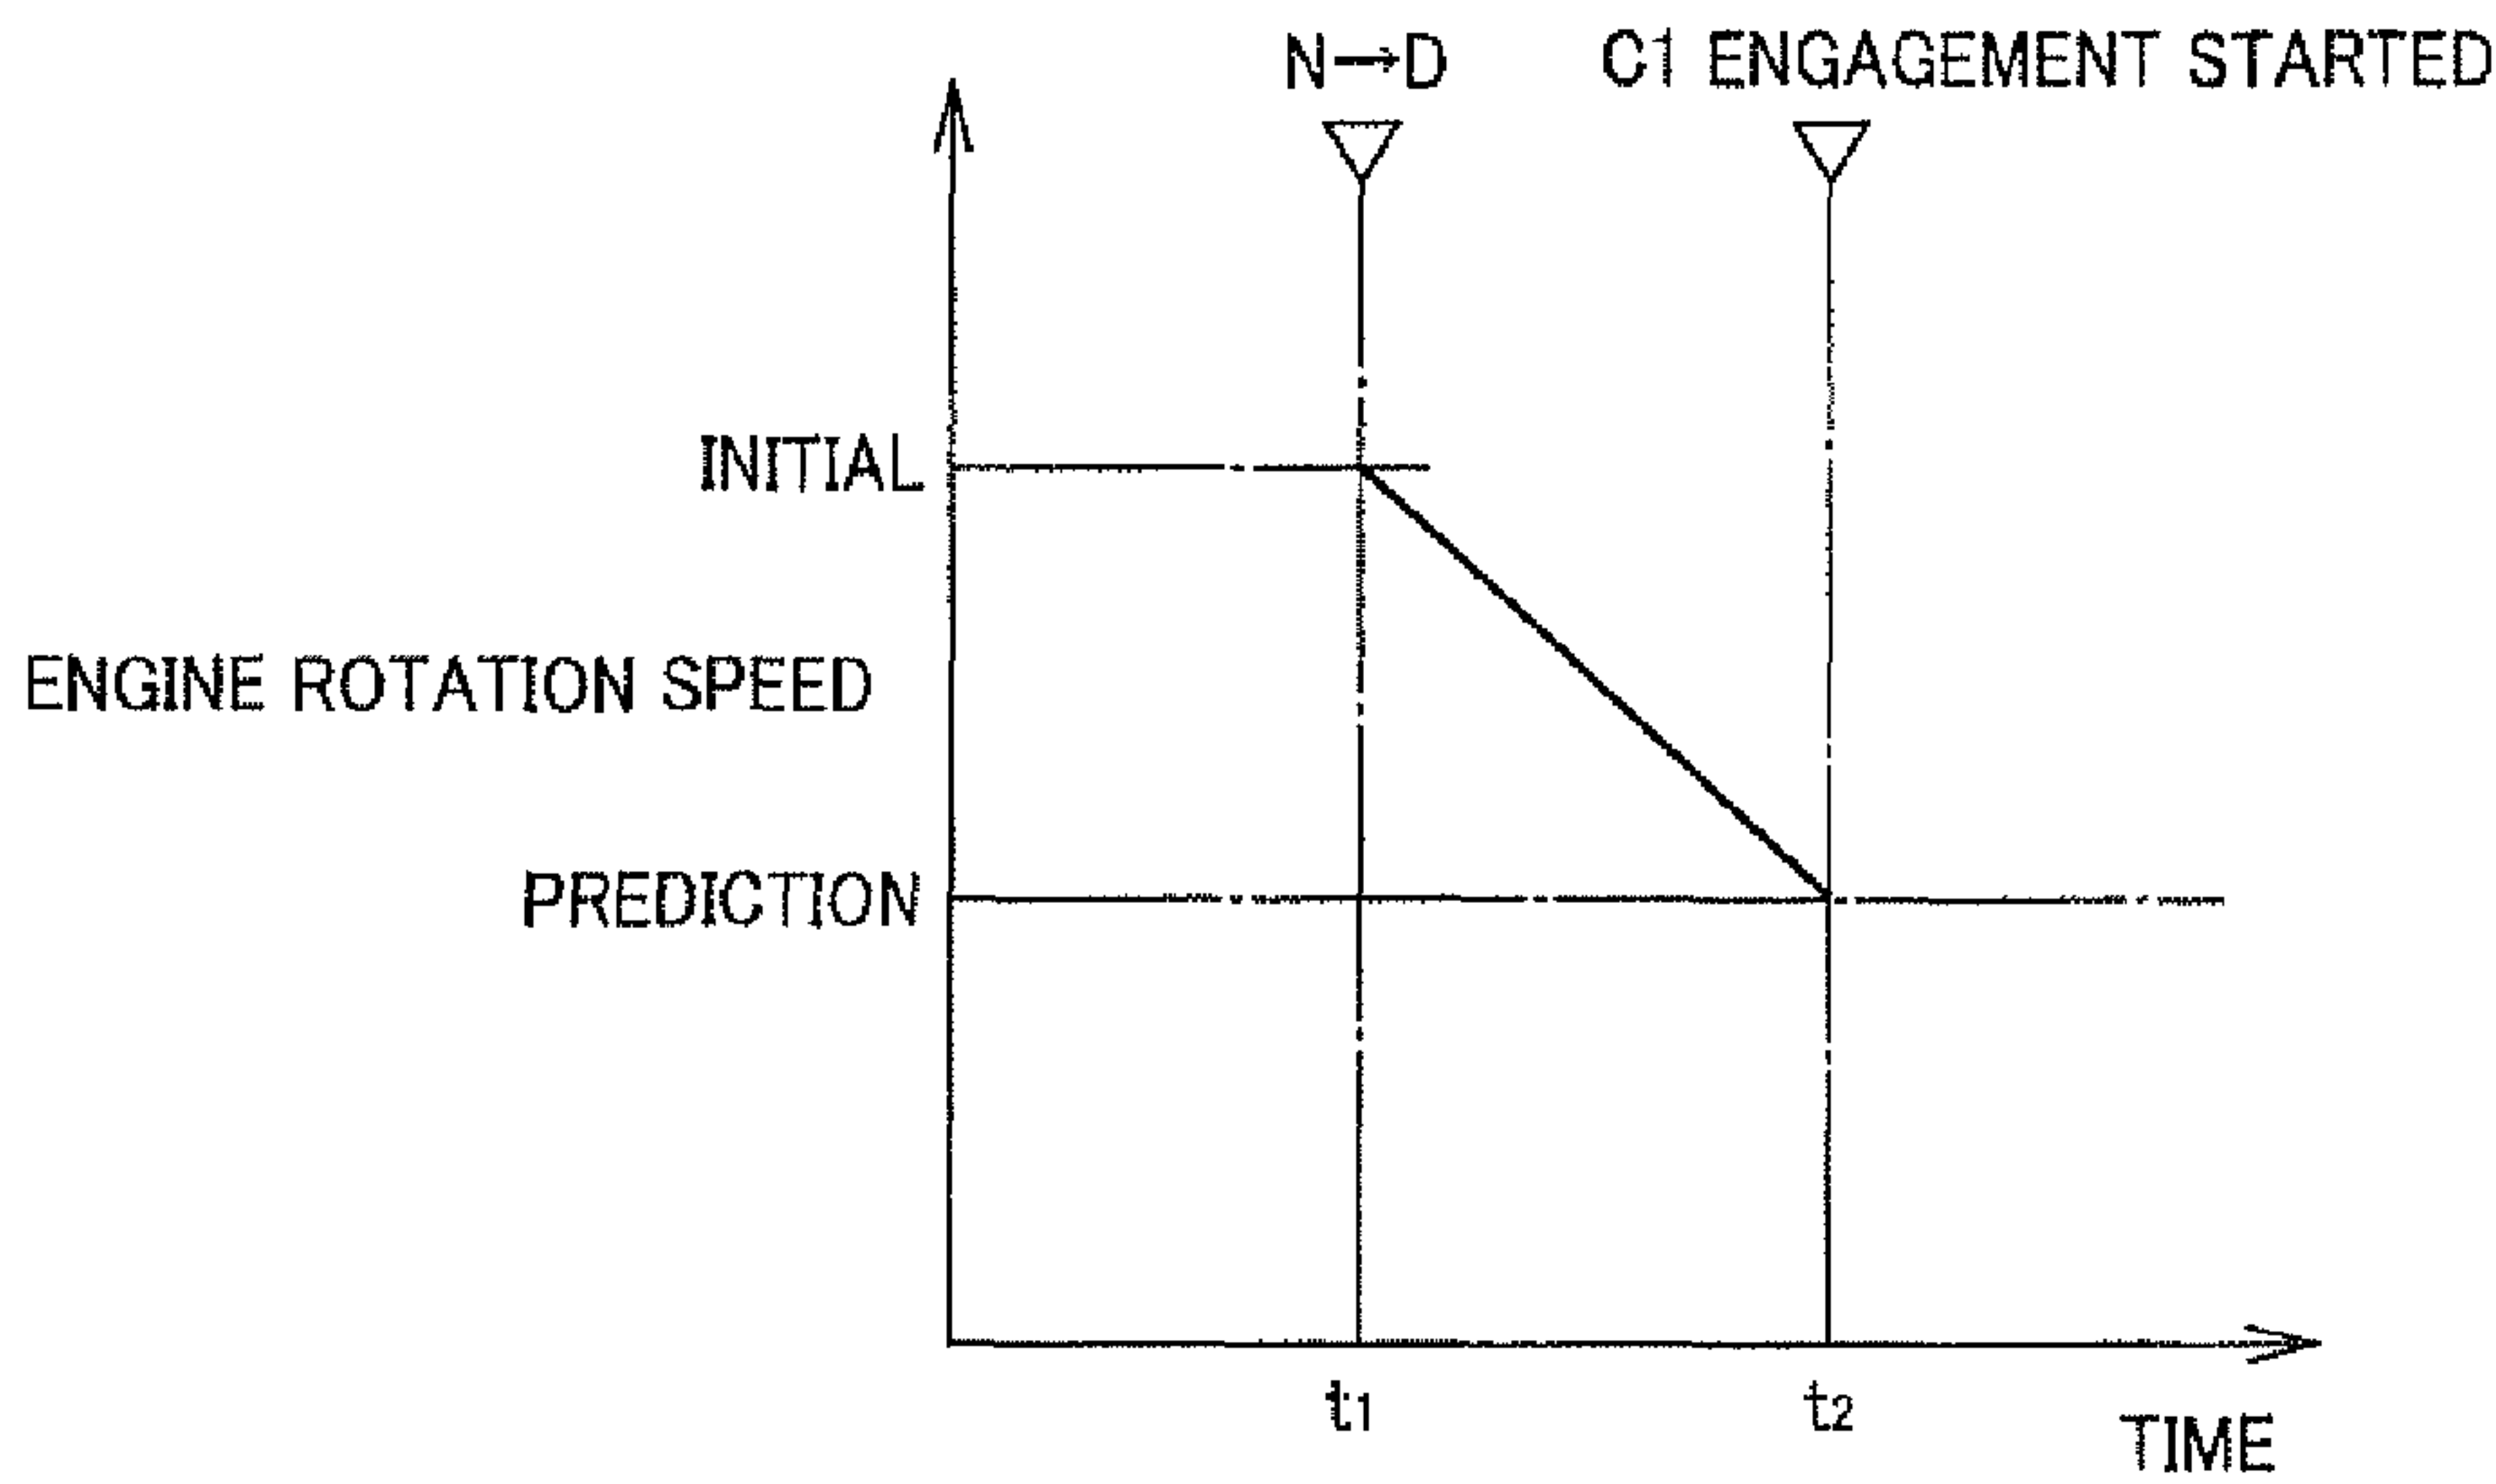 N→D
C1 ENGAGEMENT STARTED
INITIAL
ENGINE ROTATION SPEED
PREDICTION
t1
t2
TIME